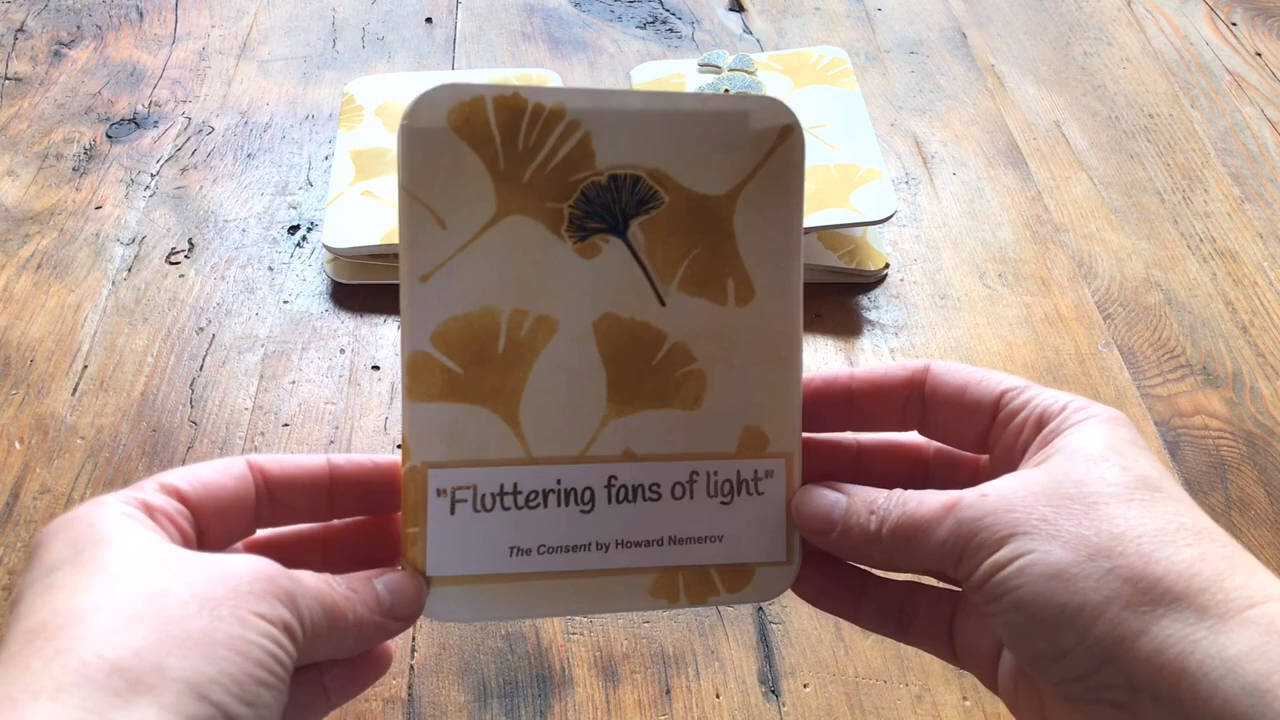 "Fluttering fans of light"
The Consent by Howard Nemerov